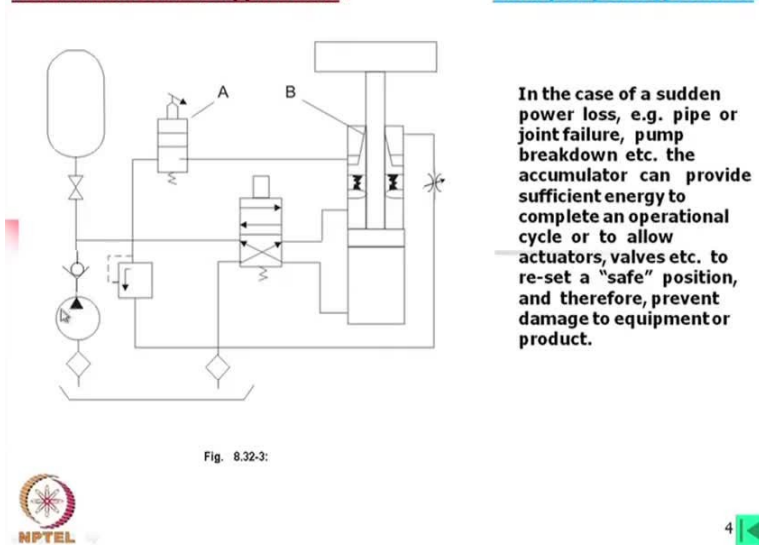 A
B
In the case of a sudden
power loss, e.g. pipe or
joint failure, pump
breakdown etc. the
accumulator can provide
sufficient energy to
complete an operational
cycle or to allow
actuators, valves etc. to
re-set a “safe” position,
and therefore, prevent
damage to equipment or
product.
Fig. 8.32-3:
NPTEL
4